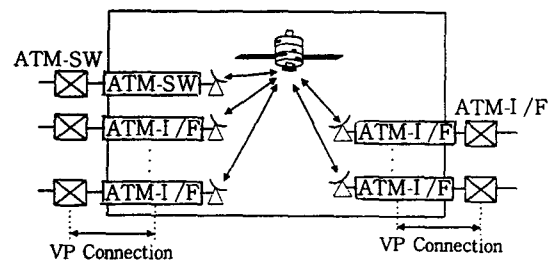 ATM-SW
ATM-SW
ATM-I/F
ATM-I/F
ATM-I/F
ATM-I/F
ATM-I/F
VP Connection
VP Connection